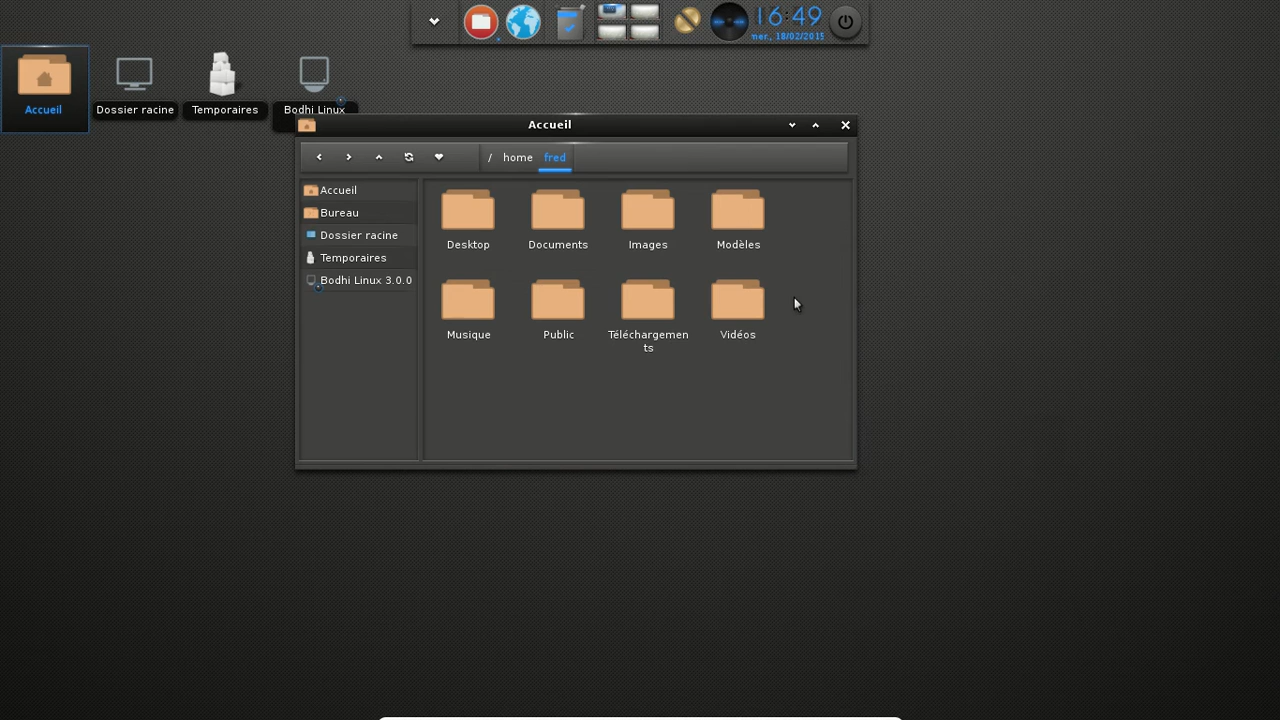 16:49
mer., 18/02/2015
Accueil
Dossier racine
Temporaires
Bodhi Linux
Accueil
/ home fred
Accueil
Bureau
Dossier racine
Temporaires
Bodhi Linux 3.0.0
Desktop
Documents
Images
Modèles
Musique
Public
Téléchargemen
ts
Vidéos